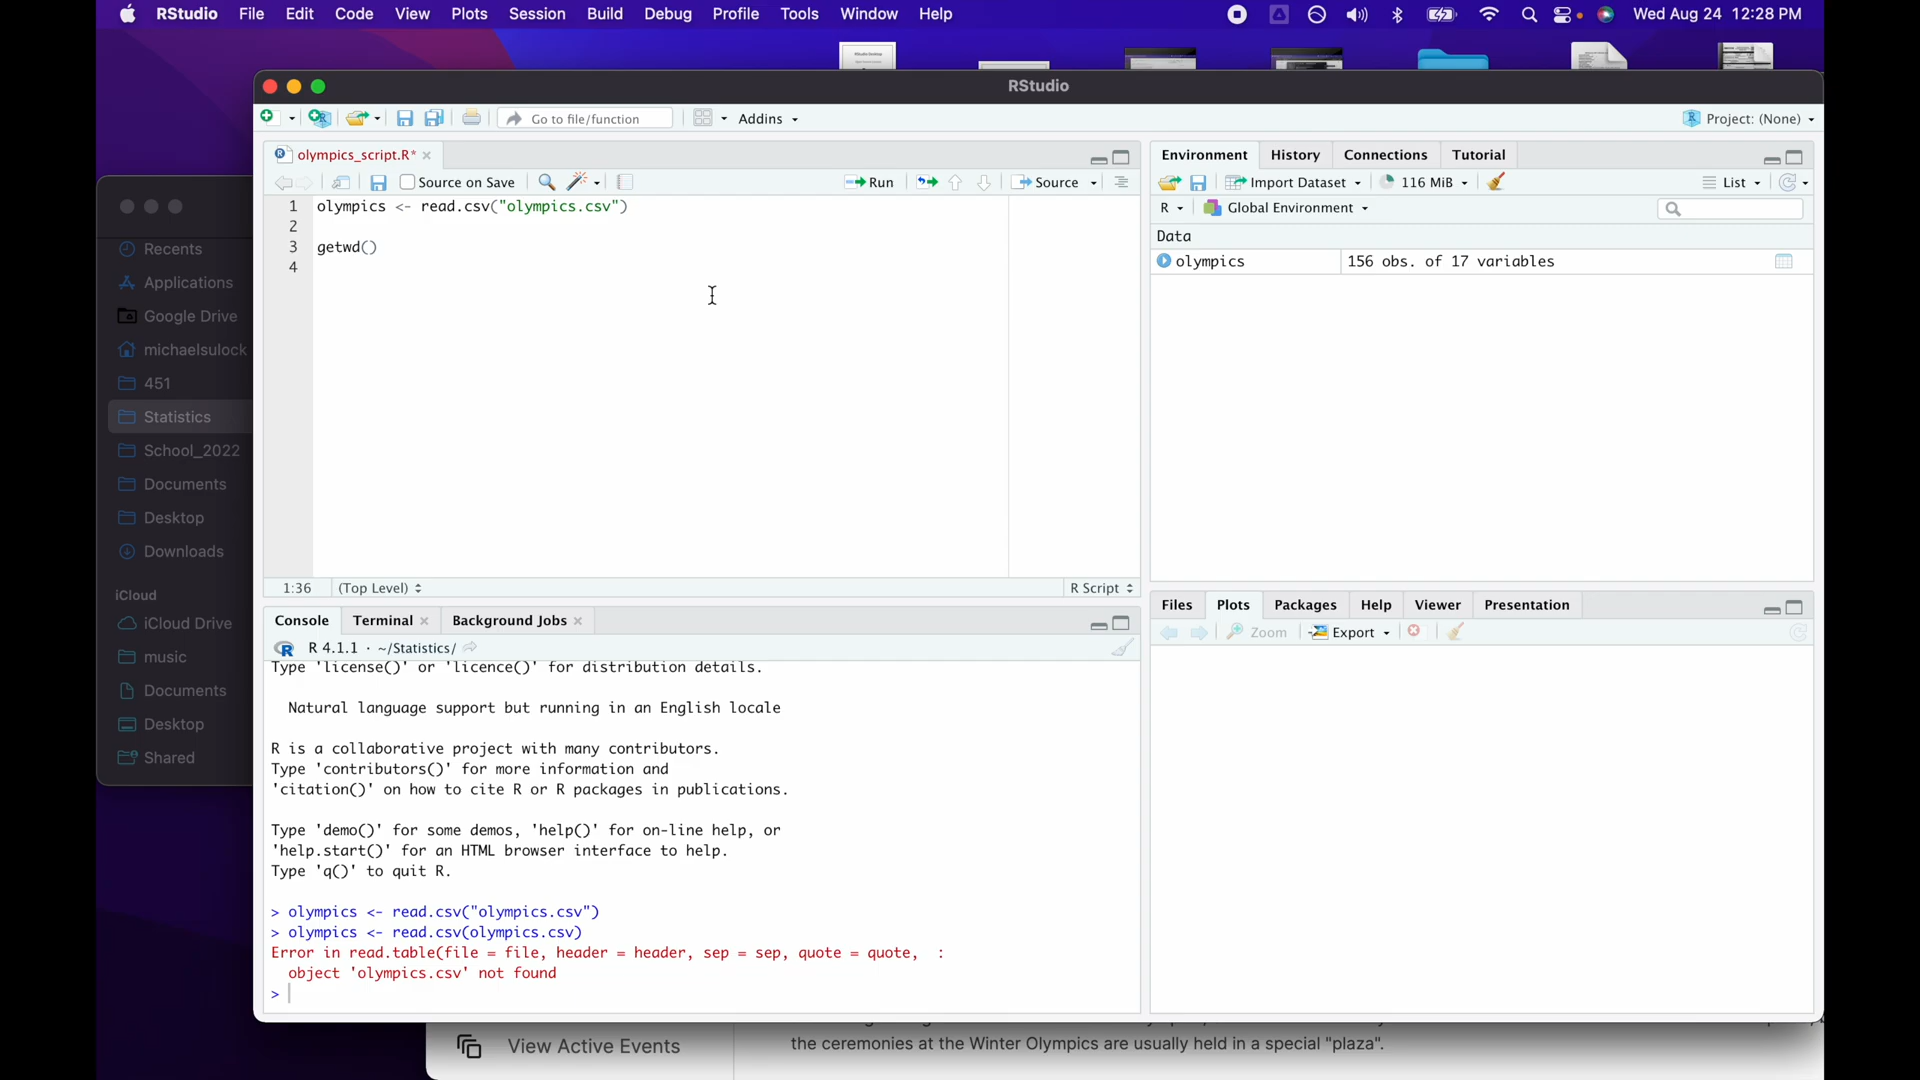 RStudio File Edit Code View Plots Session Build Debug Profile Tools Window Help Wed Aug 24 12:28 PM
RStudio
Go to file/function Addins Project: (None)
olympics_script.R*
Source on Save Run Source
1 olympics <- read.csv("olympics.csv")
2
3 getwd()
4
1:36 (Top Level) R Script
Environment History Connections Tutorial
Import Dataset 116 MiB List
R Global Environment
Data
olympics 156 obs. of 17 variables
Recents
Applications
Google Drive
michaelsulock
451
Statistics
School_2022
Documents
Desktop
Downloads
iCloud
iCloud Drive
music
Documents
Desktop
Shared
Console Terminal Background Jobs
R 4.1.1 · ~/Statistics/
Type 'license()' or 'licence()' for distribution details.
Natural language support but running in an English locale
R is a collaborative project with many contributors.
Type 'contributors()' for more information and
'citation()' on how to cite R or R packages in publications.
Type 'demo()' for some demos, 'help()' for on-line help, or
'help.start()' for an HTML browser interface to help.
Type 'q()' to quit R.
> olympics <- read.csv("olympics.csv")
> olympics <- read.csv(olympics.csv)
Error in read.table(file = file, header = header, sep = sep, quote = quote,  :
object 'olympics.csv' not found
>
Files Plots Packages Help Viewer Presentation
Zoom Export
View Active Events
the ceremonies at the Winter Olympics are usually held in a special "plaza".